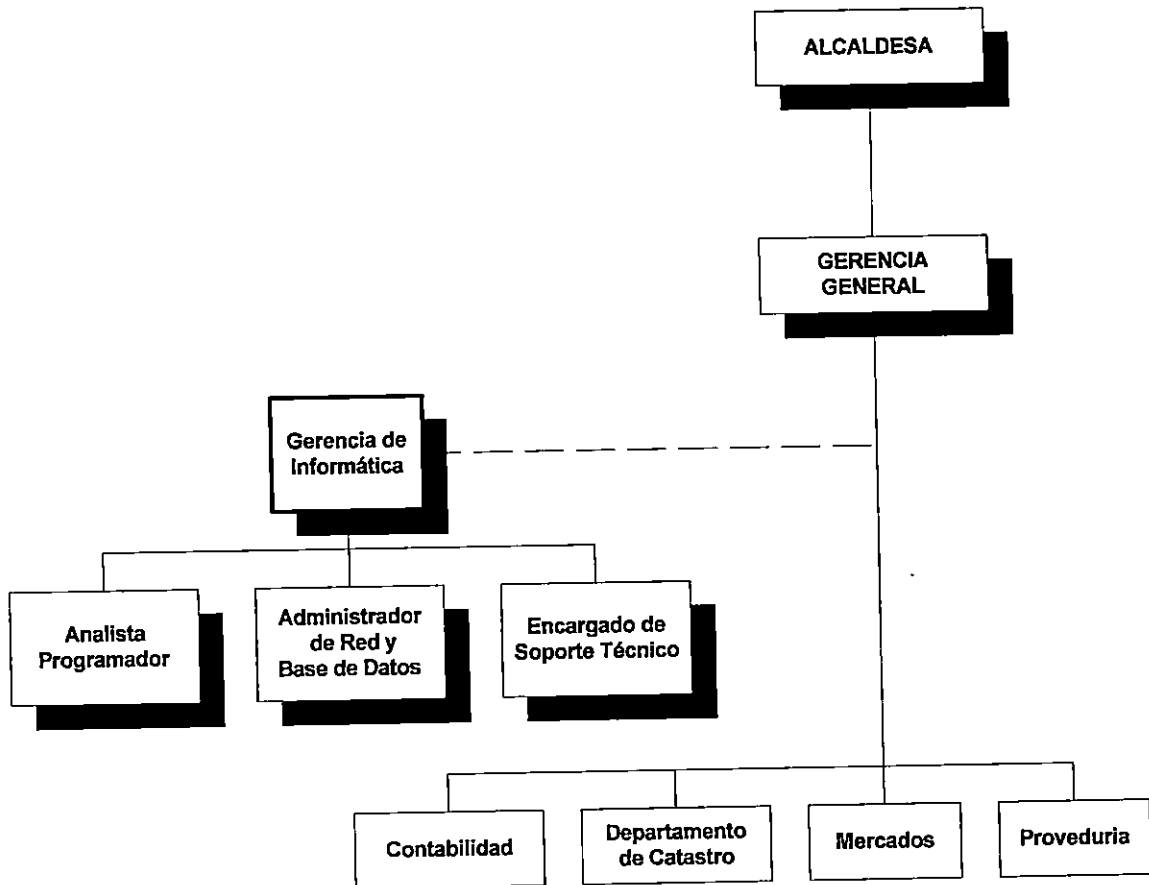 ALCALDESA
GERENCIA
GENERAL
Gerencia de
Informática
Analista
Programador
Administrador
de Red y
Base de Datos
Encargado de
Soporte Técnico
Contabilidad
Departamento
de Catastro
Mercados
Proveduria